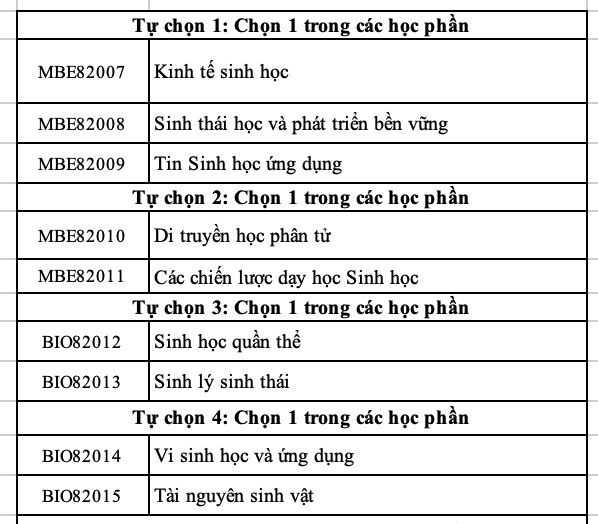 Tự chọn 1: Chọn 1 trong các học phần
MBE82007 Kinh tế sinh học
MBE82008 Sinh thái học và phát triển bền vững
MBE82009 Tin Sinh học ứng dụng
Tự chọn 2: Chọn 1 trong các học phần
MBE82010 Di truyền học phân tử
MBE82011 Các chiến lược dạy học Sinh học
Tự chọn 3: Chọn 1 trong các học phần
BIO82012 Sinh học quần thể
BIO82013 Sinh lý sinh thái
Tự chọn 4: Chọn 1 trong các học phần
BIO82014 Vi sinh học và ứng dụng
BIO82015 Tài nguyên sinh vật